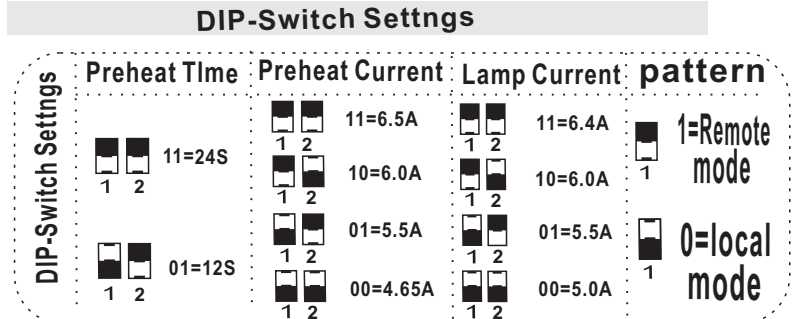 DIP-Switch Settngs
DIP-Switch Settngs
Preheat TIme
11=24S
1 2
01=12S
1 2
Preheat Current
11=6.5A
1 2
10=6.0A
1 2
01=5.5A
1 2
00=4.65A
1 2
Lamp Current
11=6.4A
1 2
10=6.0A
1 2
01=5.5A
1 2
00=5.0A
1 2
pattern
1=Remote
mode
1
0=local
mode
1